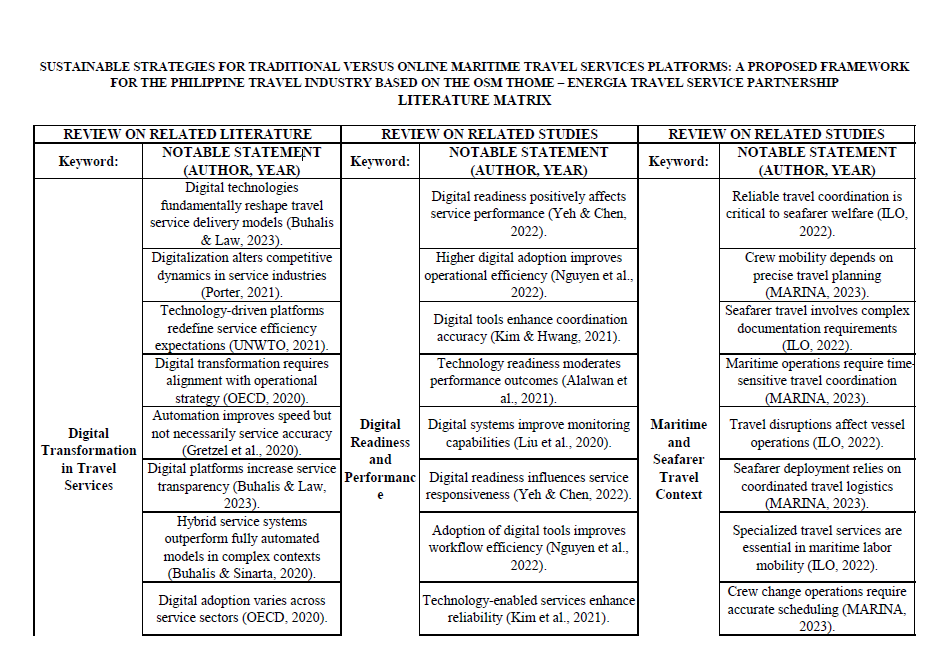 SUSTAINABLE STRATEGIES FOR TRADITIONAL VERSUS ONLINE MARITIME TRAVEL SERVICES PLATFORMS: A PROPOSED FRAMEWORK
FOR THE PHILIPPINE TRAVEL INDUSTRY BASED ON THE OSM THOME – ENERGIA TRAVEL SERVICE PARTNERSHIP
LITERATURE MATRIX
REVIEW ON RELATED LITERATURE
Keyword:
NOTABLE STATEMENT
(AUTHOR, YEAR)
Digital
Transformation
in Travel
Services
Digital technologies
fundamentally reshape travel
service delivery models (Buhalis
& Law, 2023).
Digitalization alters competitive
dynamics in service industries
(Porter, 2021).
Technology-driven platforms
redefine service efficiency
expectations (UNWTO, 2021).
Digital transformation requires
alignment with operational
strategy (OECD, 2020).
Automation improves speed but
not necessarily service accuracy
(Gretzel et al., 2020).
Digital platforms increase service
transparency (Buhalis & Law,
2023).
Hybrid service systems
outperform fully automated
models in complex contexts
(Buhalis & Sinarta, 2020).
Digital adoption varies across
service sectors (OECD, 2020).
REVIEW ON RELATED STUDIES
Keyword:
NOTABLE STATEMENT
(AUTHOR, YEAR)
Digital
Readiness
and
Performanc
e
Digital readiness positively affects
service performance (Yeh & Chen,
2022).
Higher digital adoption improves
operational efficiency (Nguyen et al.,
2022).
Digital tools enhance coordination
accuracy (Kim & Hwang, 2021).
Technology readiness moderates
performance outcomes (Alalwan et
al., 2021).
Digital systems improve monitoring
capabilities (Liu et al., 2020).
Digital readiness influences service
responsiveness (Yeh & Chen, 2022).
Adoption of digital tools improves
workflow efficiency (Nguyen et al.,
2022).
Technology-enabled services enhance
reliability (Kim et al., 2021).
REVIEW ON RELATED STUDIES
Keyword:
NOTABLE STATEMENT
(AUTHOR, YEAR)
Maritime
and
Seafarer
Travel
Context
Reliable travel coordination is
critical to seafarer welfare (ILO,
2022).
Crew mobility depends on
precise travel planning
(MARINA, 2023).
Seafarer travel involves complex
documentation requirements
(ILO, 2022).
Maritime operations require time-
sensitive travel coordination
(MARINA, 2023).
Travel disruptions affect vessel
operations (ILO, 2022).
Seafarer deployment relies on
coordinated travel logistics
(MARINA, 2023).
Specialized travel services are
essential in maritime labor
mobility (ILO, 2022).
Crew change operations require
accurate scheduling (MARINA,
2023).